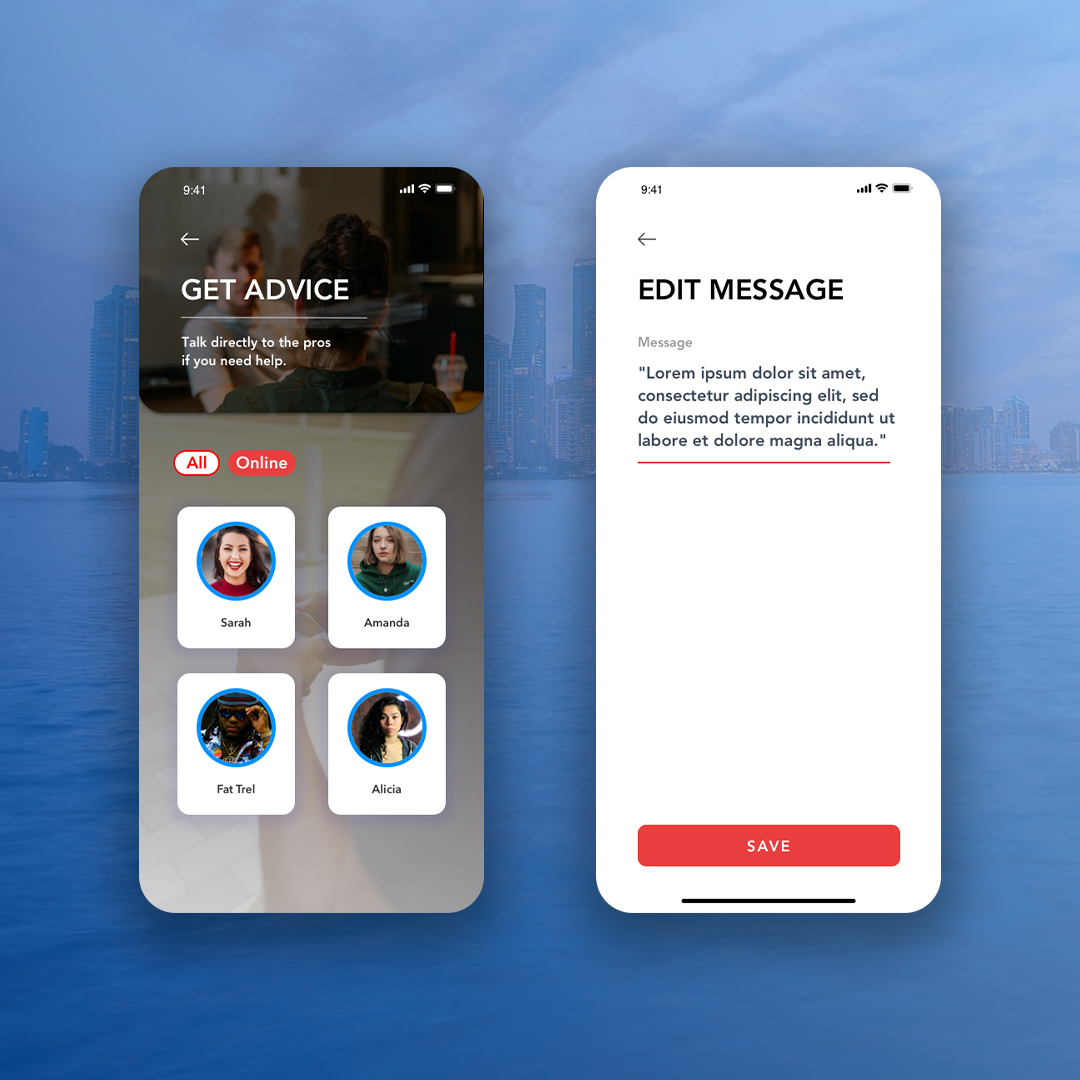 9:41
GET ADVICE
Talk directly to the pros
if you need help.
All Online
Sarah Amanda
Fat Trel Alicia
9:41
EDIT MESSAGE
Message
"Lorem ipsum dolor sit amet,
consectetur adipiscing elit, sed
do eiusmod tempor incididunt ut
labore et dolore magna aliqua."
SAVE